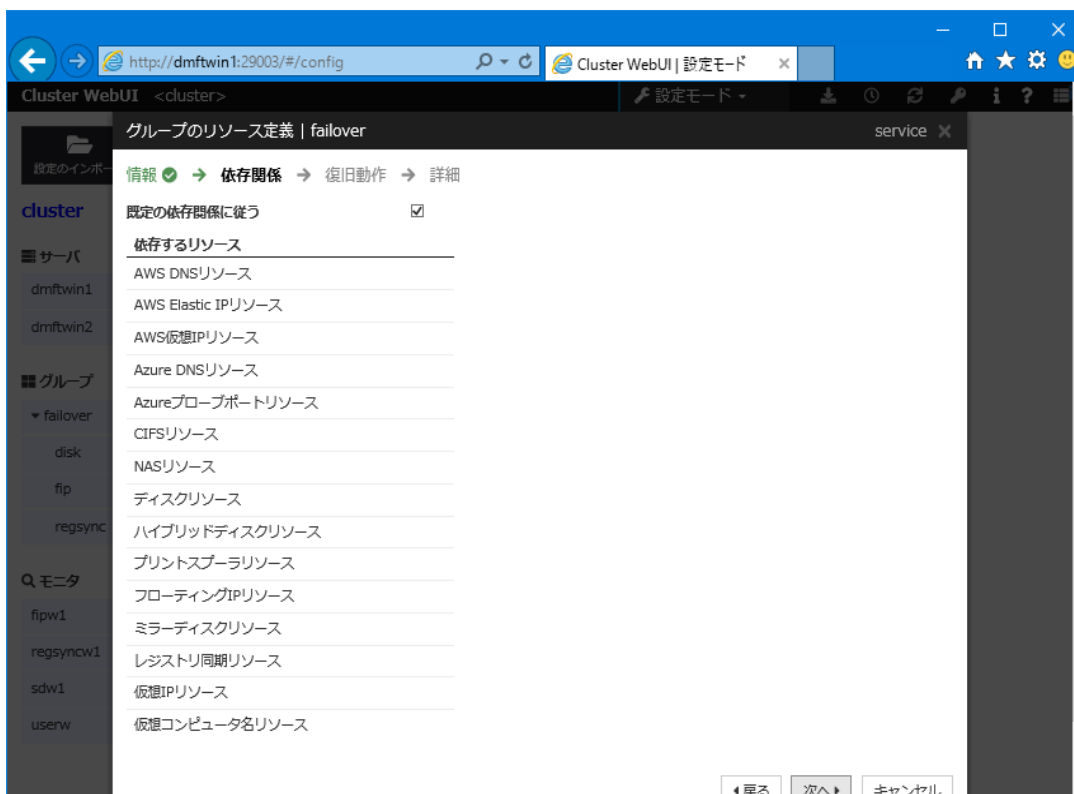 http://dmftwin1:29003/#/config
Cluster WebUI | 設定モード
Cluster WebUI <cluster>
設定モード
i ?
設定のインポー
グループのリソース定義 | failover
service
情報 → 依存関係 → 復旧動作 → 詳細
cluster
既定の依存関係に従う
依存するリソース
サーバ
AWS DNSリソース
dmftwin1
AWS Elastic IPリソース
dmftwin2
AWS仮想IPリソース
Azure DNSリソース
グループ
Azureプローブポートリソース
failover
CIFSリソース
disk
NASリソース
fip
ディスクリソース
regsync
ハイブリッドディスクリソース
プリントスプーラリソース
モニタ
フローティングIPリソース
fipw1
ミラーディスクリソース
regsyncw1
レジストリ同期リソース
sdw1
仮想IPリソース
userw
仮想コンピュータ名リソース
戻る 次へ キャンセル